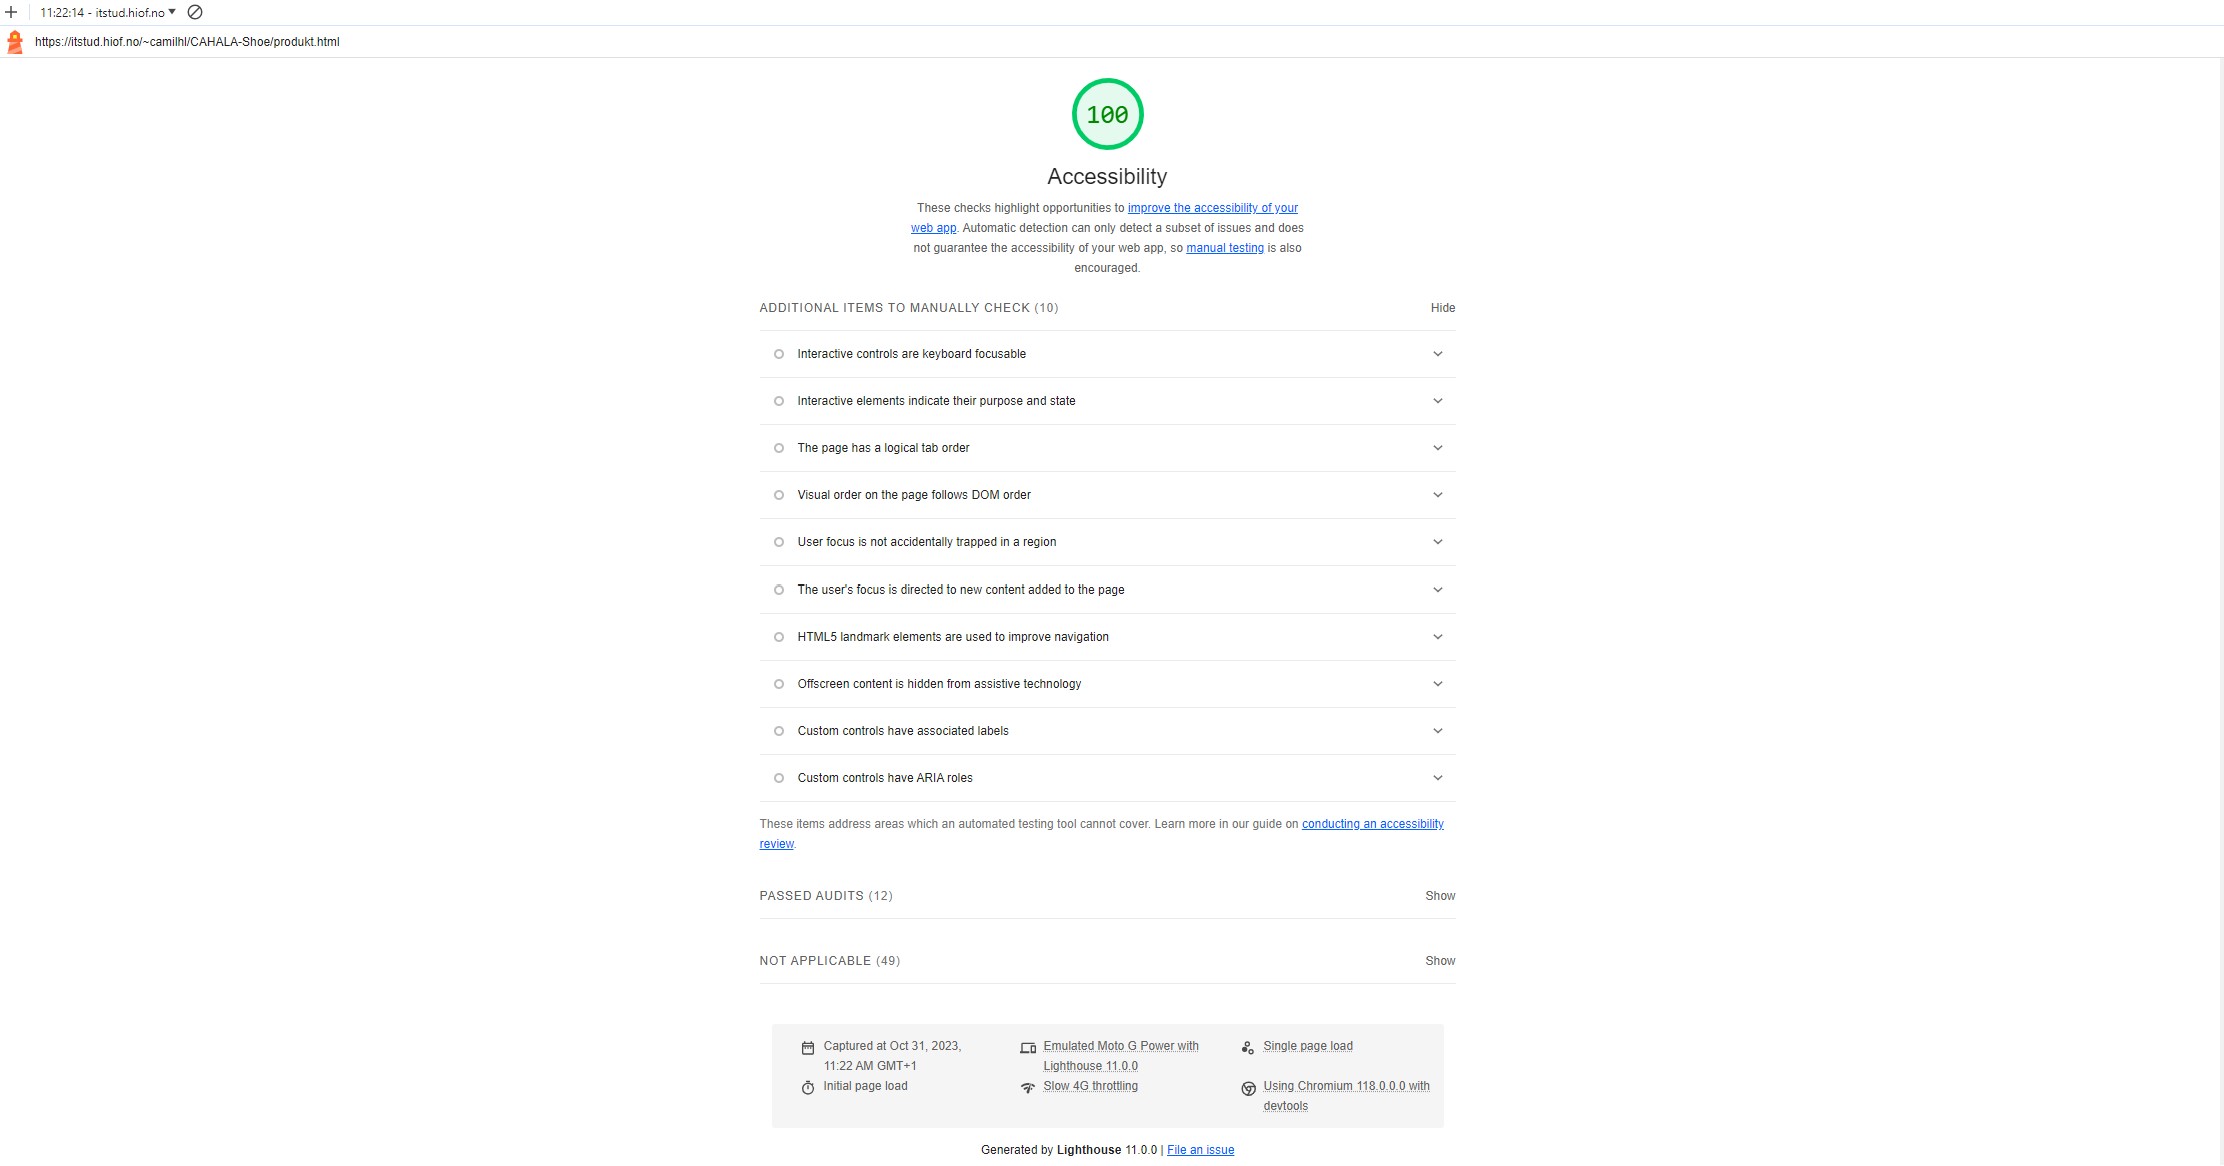 11:22:14 - itstud.hiof.no
https://itstud.hiof.no/~camilhl/CAHALA-Shoe/produkt.html
100
Accessibility
These checks highlight opportunities to improve the accessibility of your
web app. Automatic detection can only detect a subset of issues and does
not guarantee the accessibility of your web app, so manual testing is also
encouraged.
ADDITIONAL ITEMS TO MANUALLY CHECK (10) Hide
Interactive controls are keyboard focusable
Interactive elements indicate their purpose and state
The page has a logical tab order
Visual order on the page follows DOM order
User focus is not accidentally trapped in a region
The user's focus is directed to new content added to the page
HTML5 landmark elements are used to improve navigation
Offscreen content is hidden from assistive technology
Custom controls have associated labels
Custom controls have ARIA roles
These items address areas which an automated testing tool cannot cover. Learn more in our guide on conducting an accessibility
review.
PASSED AUDITS (12) Show
NOT APPLICABLE (49) Show
Captured at Oct 31, 2023,
11:22 AM GMT+1
Emulated Moto G Power with
Lighthouse 11.0.0
Single page load
Initial page load
Slow 4G throttling
Using Chromium 118.0.0.0 with
devtools
Generated by Lighthouse 11.0.0 | File an issue